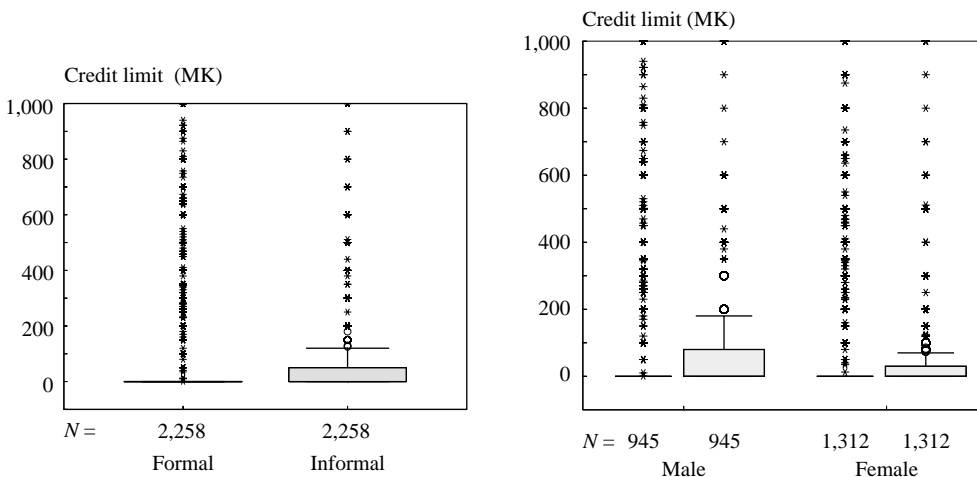 Credit limit (MK)
1,000
800
600
400
200
0
N = 2,258 2,258
Formal Informal
Credit limit (MK)
1,000
800
600
400
200
0
N = 945 945 1,312 1,312
Male Female